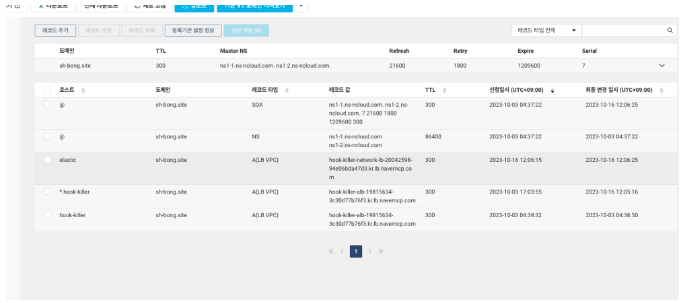 레코드 추가 레코드 수정 레코드 삭제 등록기관 설정 정보 설정 적용 (0) 레코드 타입 전체
도메인 TTL Master NS Refresh Retry Expire Serial
sh-bong.site 300 ns1-1.ns-ncloud.com. ns1-2.ns-ncloud.com. 21600 1800 1209600 7
호스트 도메인 레코드 타입 레코드 값 TTL 신청일시 (UTC+09:00) 최종 변경 일시 (UTC+09:00)
@ sh-bong.site SOA ns1-1.ns-ncloud.com. ns1-2.ns- 300 2023-10-03 04:37:22 2023-10-16 12:06:25
ncloud.com. 7 21600 1800
1209600 300
@ sh-bong.site NS ns1-1.ns-ncloud.com 86400 2023-10-03 04:37:22 2023-10-03 04:37:22
ns1-2.ns-ncloud.com
elastic sh-bong.site A(LB VPC) hook-killer-network-lb-20042598- 300 2023-10-16 12:06:15 2023-10-16 12:06:25
94e06bda47d3.kr.lb.naverncp.co
m
*.hook-killer sh-bong.site A(LB VPC) hook-killer-alb-19815634- 300 2023-10-03 17:03:55 2023-10-16 12:05:16
3c30d77b76f3.kr.lb.naverncp.com
hook-killer sh-bong.site A(LB VPC) hook-killer-alb-19815634- 300 2023-10-03 04:38:32 2023-10-03 04:38:50
3c30d77b76f3.kr.lb.naverncp.com
1